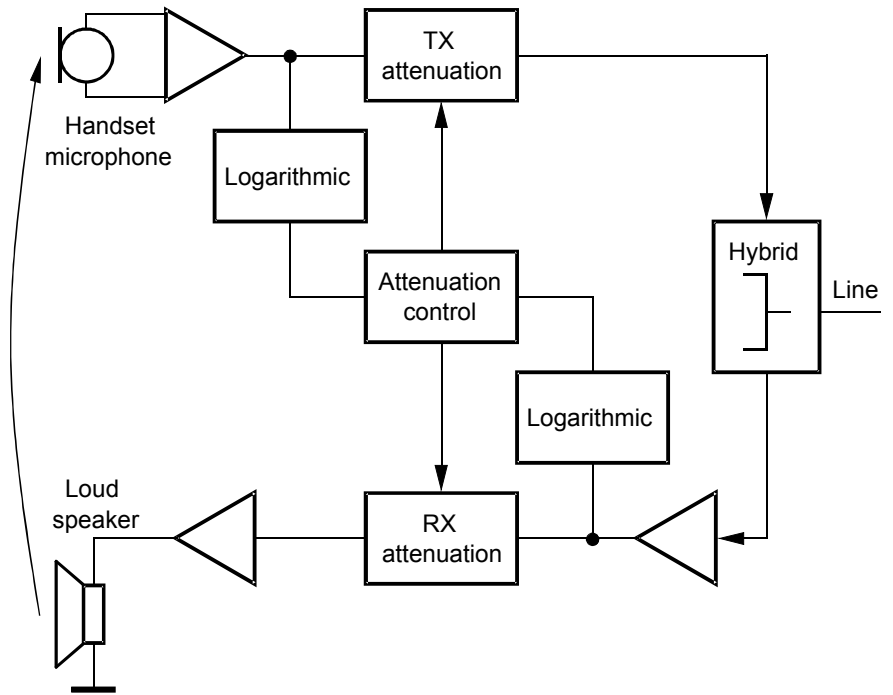 TX
attenuation
Handset
microphone
Logarithmic
Hybrid
Attenuation
control
Line
Logarithmic
Loud
speaker
RX
attenuation